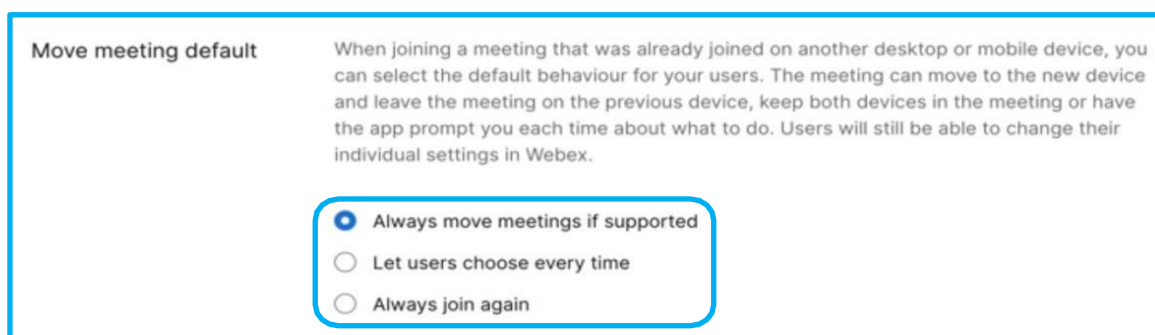 Move meeting default
When joining a meeting that was already joined on another desktop or mobile device, you
can select the default behaviour for your users. The meeting can move to the new device
and leave the meeting on the previous device, keep both devices in the meeting or have
the app prompt you each time about what to do. Users will still be able to change their
individual settings in Webex.
Always move meetings if supported
Let users choose every time
Always join again